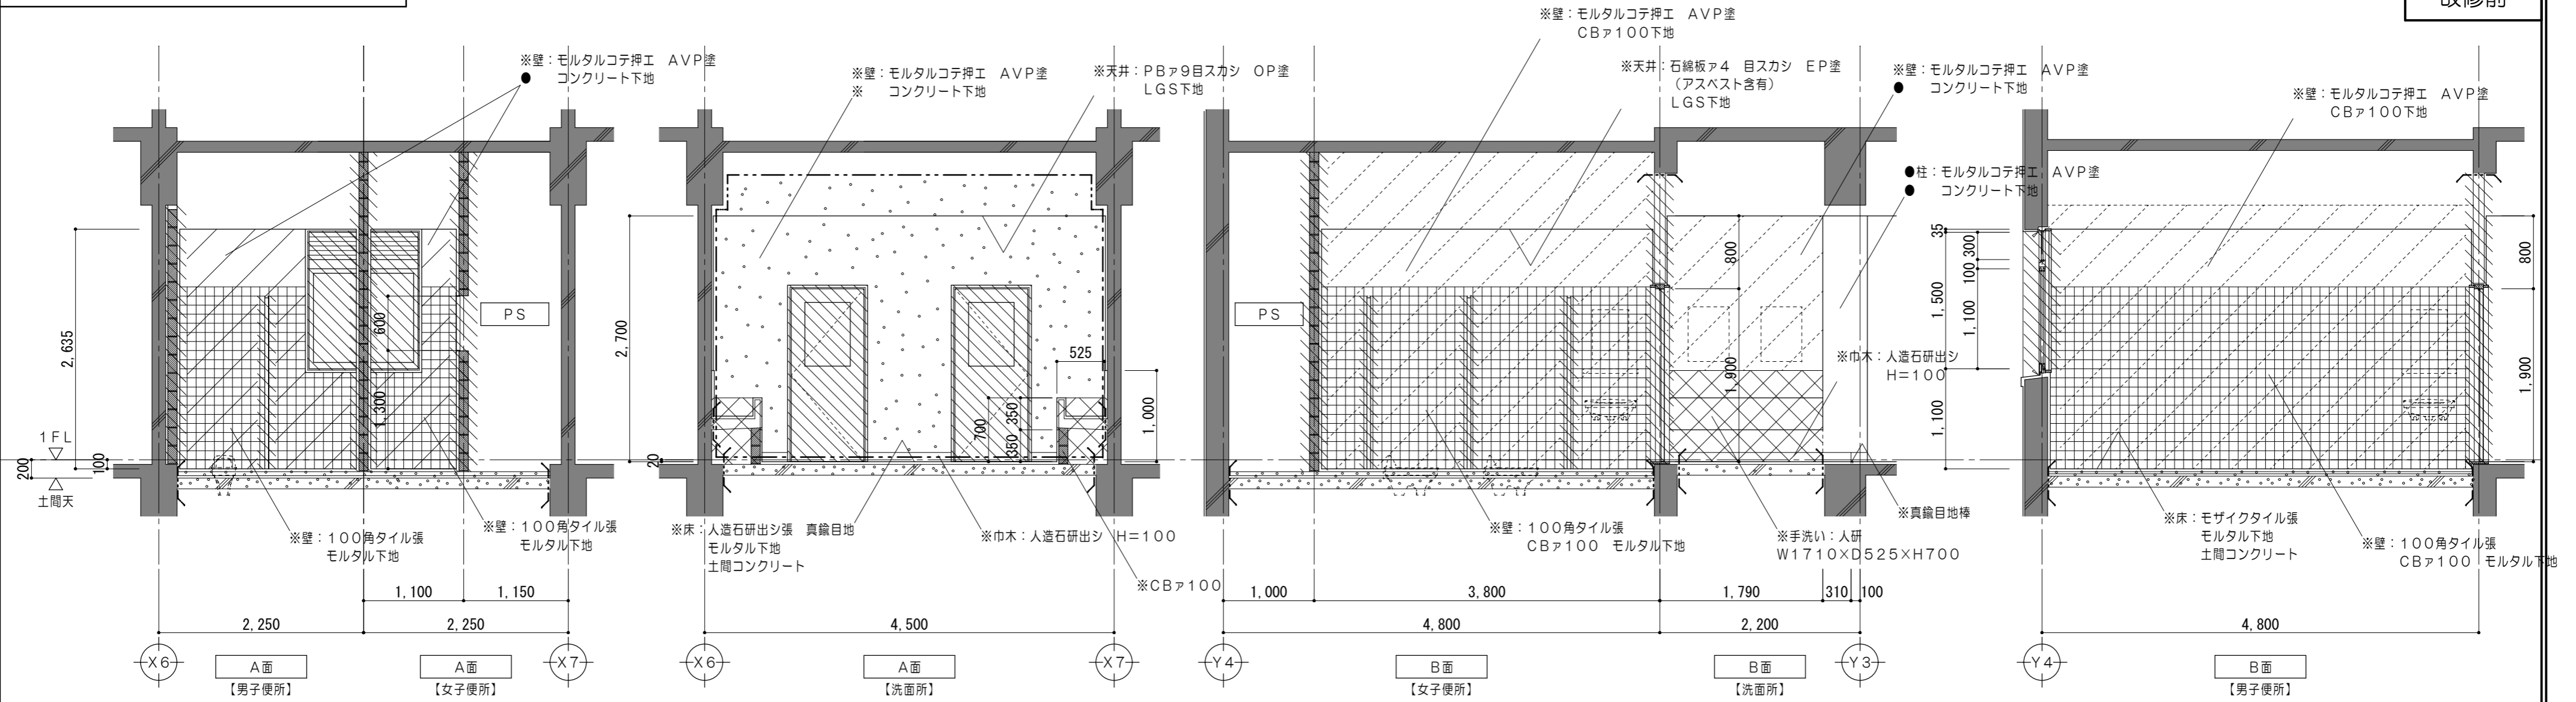 ※壁：モルタルコテ押エ　ＡＶＰ塗
●　　コンクリート下地
※壁：モルタルコテ押エ　ＡＶＰ塗
※　　コンクリート下地
※天井：ＰＢァ９目スカシ　ＯＰ塗
ＬＧＳ下地
※壁：モルタルコテ押エ　ＡＶＰ塗
ＣＢァ１００下地
※天井：石綿板ァ４　目スカシ　ＥＰ塗
（アスベスト含有）
ＬＧＳ下地
※壁：モルタルコテ押エ　ＡＶＰ塗
●　　コンクリート下地
●柱：モルタルコテ押エ　ＡＶＰ塗
●　　コンクリート下地
※壁：モルタルコテ押エ　ＡＶＰ塗
ＣＢァ１００下地
2,635
１ＦＬ
200
100
土間天
600
1,300
ＰＳ
2,700
20
525
700
350
350
1,000
ＰＳ
800
1,900
※巾木：人造石研出シ
Ｈ＝１００
35
300
100
1,500
1,100
1,100
800
1,900
※壁：１００角タイル張
モルタル下地
※壁：１００角タイル張
モルタル下地
※床：人造石研出シ張　真鍮目地
モルタル下地
土間コンクリート
※巾木：人造石研出シ　Ｈ＝１００
※ＣＢァ１００
※壁：１００角タイル張
ＣＢァ１００　モルタル下地
※手洗い：人研
Ｗ１７１０×Ｄ５２５×Ｈ７００
※真鍮目地棒
※床：モザイクタイル張
モルタル下地
土間コンクリート
※壁：１００角タイル張
ＣＢァ１００　モルタル下地
1,100
1,150
2,250
2,250
4,500
1,000
3,800
1,790
310
100
4,800
2,200
4,800
Ｘ６
Ａ面
【男子便所】
Ａ面
【女子便所】
Ｘ７
Ｘ６
Ａ面
【洗面所】
Ｘ７
Ｙ４
Ｂ面
【女子便所】
Ｂ面
【洗面所】
Ｙ３
Ｙ４
Ｂ面
【男子便所】